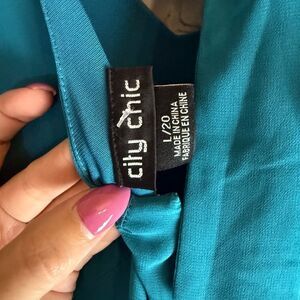 city chic
L/20
MADE IN CHINA
FABRIQUÉ EN CHINE